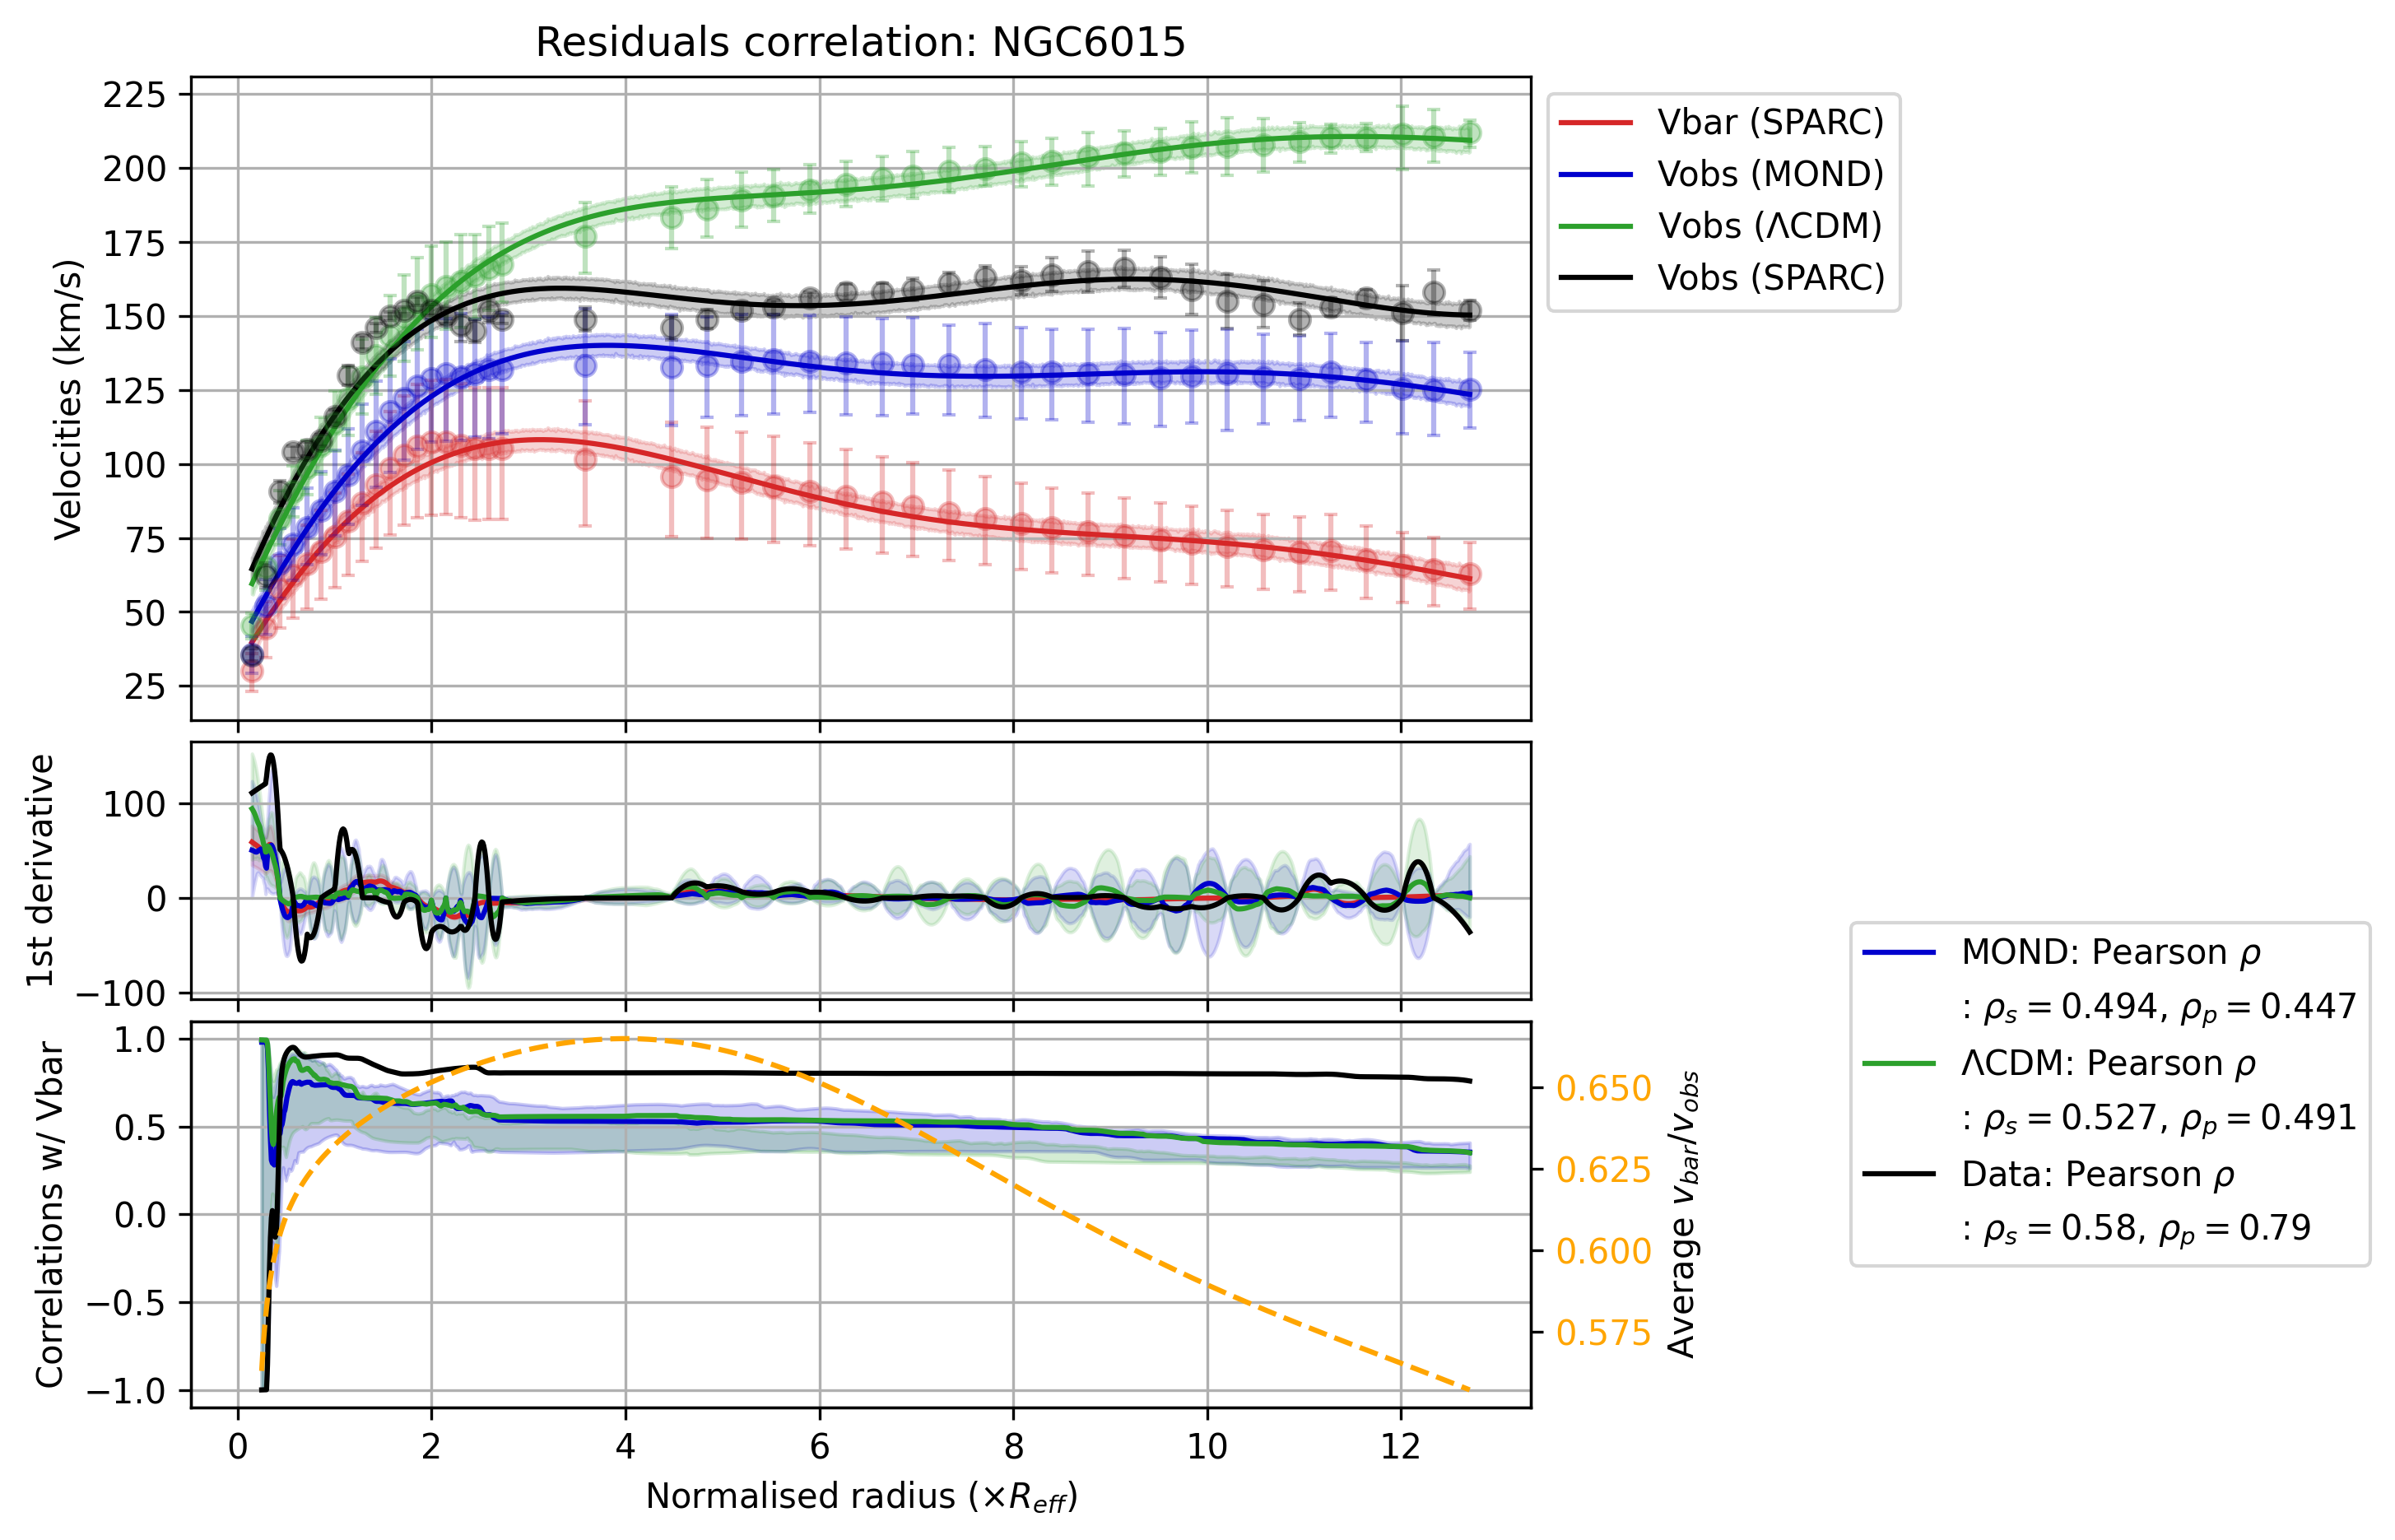 Residuals correlation: NGC6015
Velocities (km/s)
225
200
175
150
125
100
75
50
25
Vbar (SPARC)
Vobs (MOND)
Vobs (ΛCDM)
Vobs (SPARC)
1st derivative
100
0
−100
Correlations w/ Vbar
1.0
0.5
0.0
−0.5
−1.0
0.650
0.625
0.600
0.575
Average v_bar/v_obs
MOND: Pearson ρ
: ρ_s = 0.494, ρ_p = 0.447
ΛCDM: Pearson ρ
: ρ_s = 0.527, ρ_p = 0.491
Data: Pearson ρ
: ρ_s = 0.58, ρ_p = 0.79
0 2 4 6 8 10 12
Normalised radius (×R_eff)